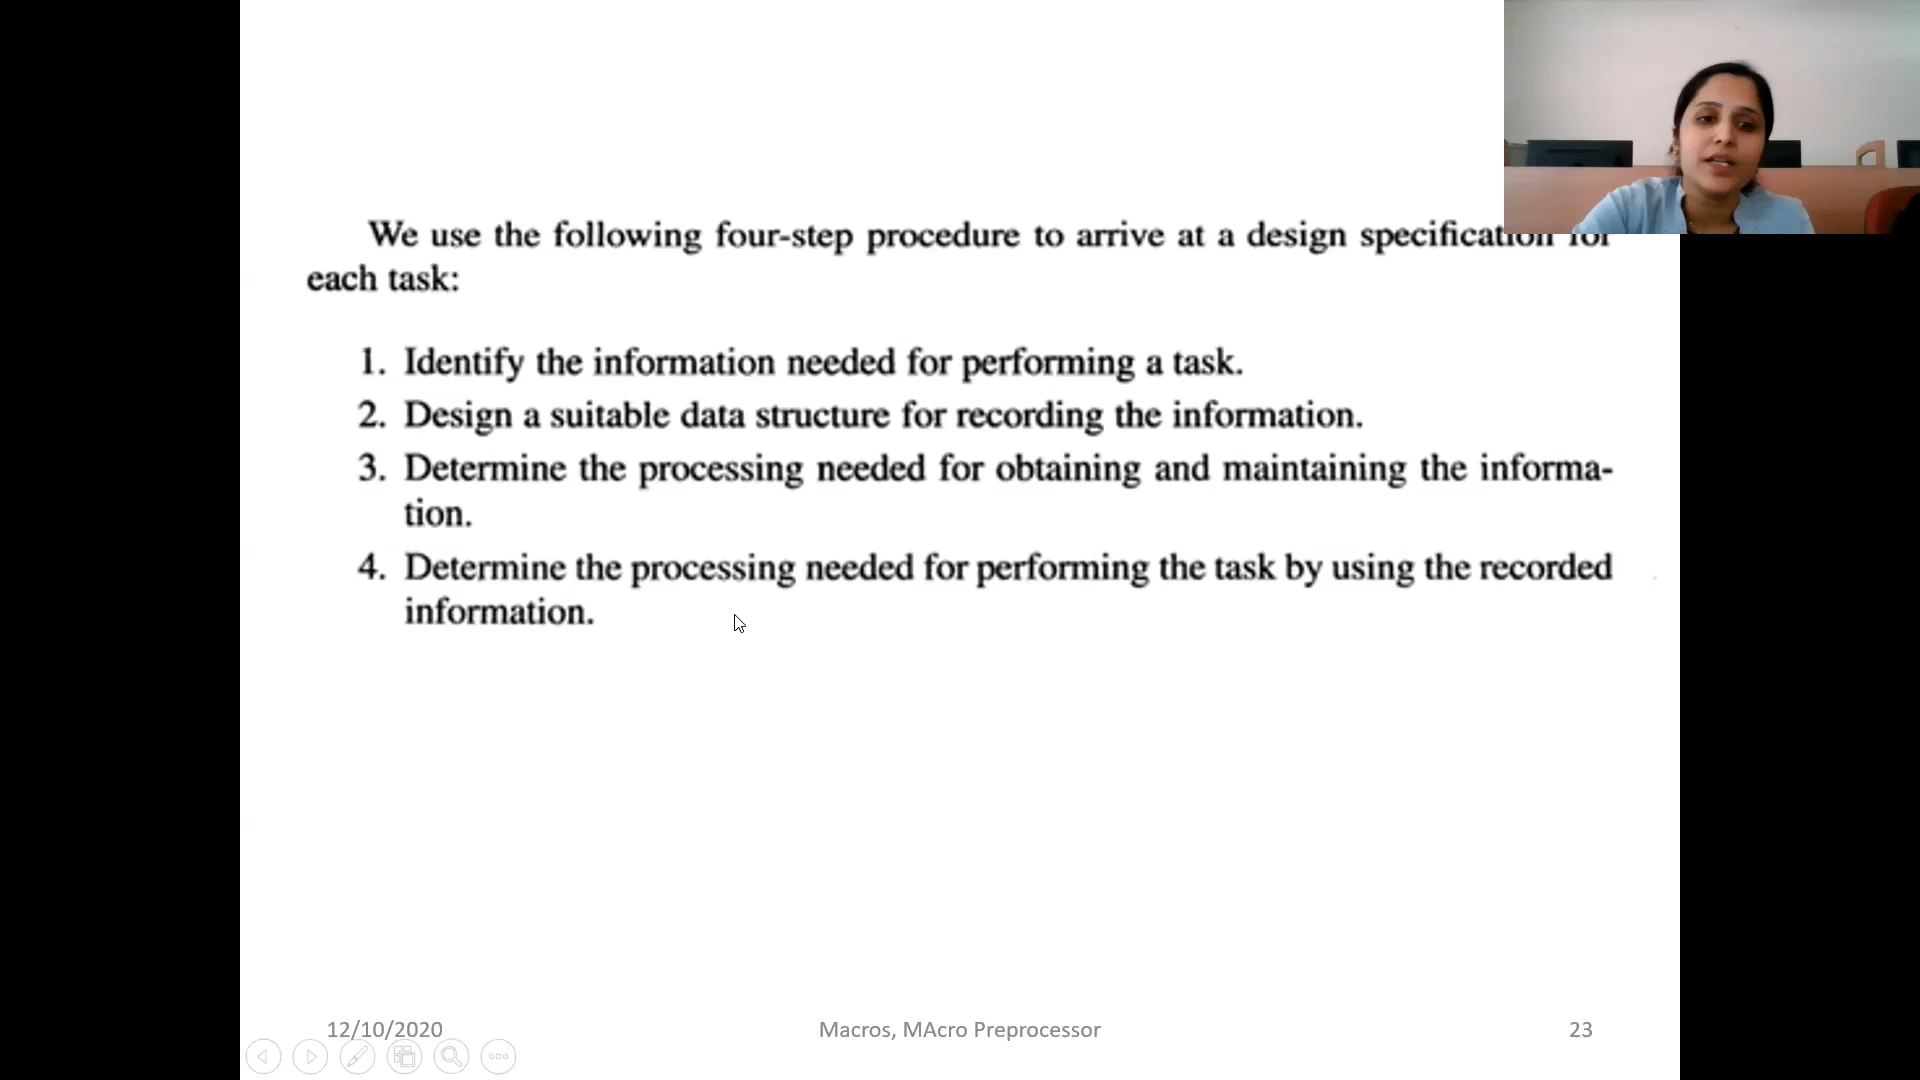 We use the following four-step procedure to arrive at a design specification for
each task:
1. Identify the information needed for performing a task.
2. Design a suitable data structure for recording the information.
3. Determine the processing needed for obtaining and maintaining the informa-
tion.
4. Determine the processing needed for performing the task by using the recorded
information.
12/10/2020
Macros, MAcro Preprocessor
23